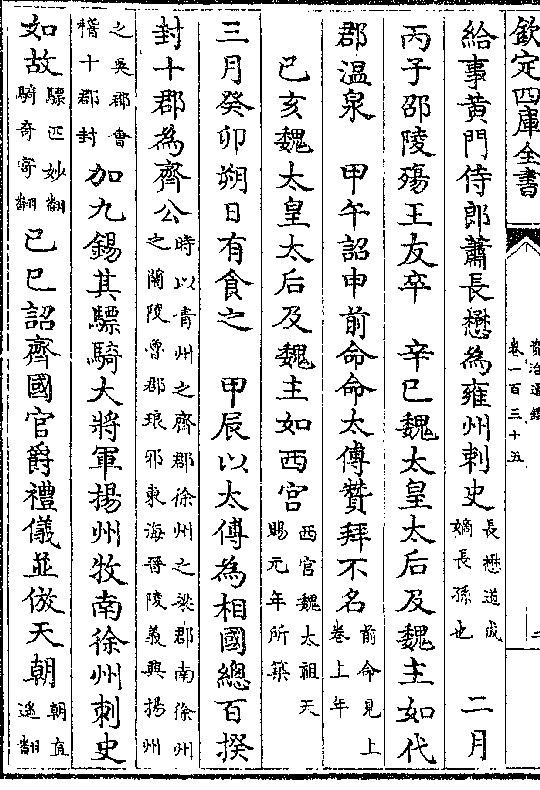 欽定四庫全書
資治通鑑
卷一百三十五
二
給事黄門侍郎蕭長懋為雍州刺史長懋道成嫡長孫也　二月
丙子邵陵殤王友卒　辛巳魏太皇太后及魏主如代
郡温泉　甲午詔申前命命太傅贊拜不名前命見上卷上年
己亥魏太皇太后及魏主如西宫西宫魏太祖天賜元年所築
三月癸卯朔日有食之　甲辰以太傅為相國總百揆
封十郡為齊公時以青州之齊郡徐州之梁郡南徐州之蘭陵魯郡琅邪東海晉陵義興揚州
之吳郡會稽十郡封加九錫其驃騎大將軍揚州牧南徐州刺史
如故驃匹妙翻騎奇寄翻己巳詔齊國官爵禮儀並倣天朝朝直遥翻